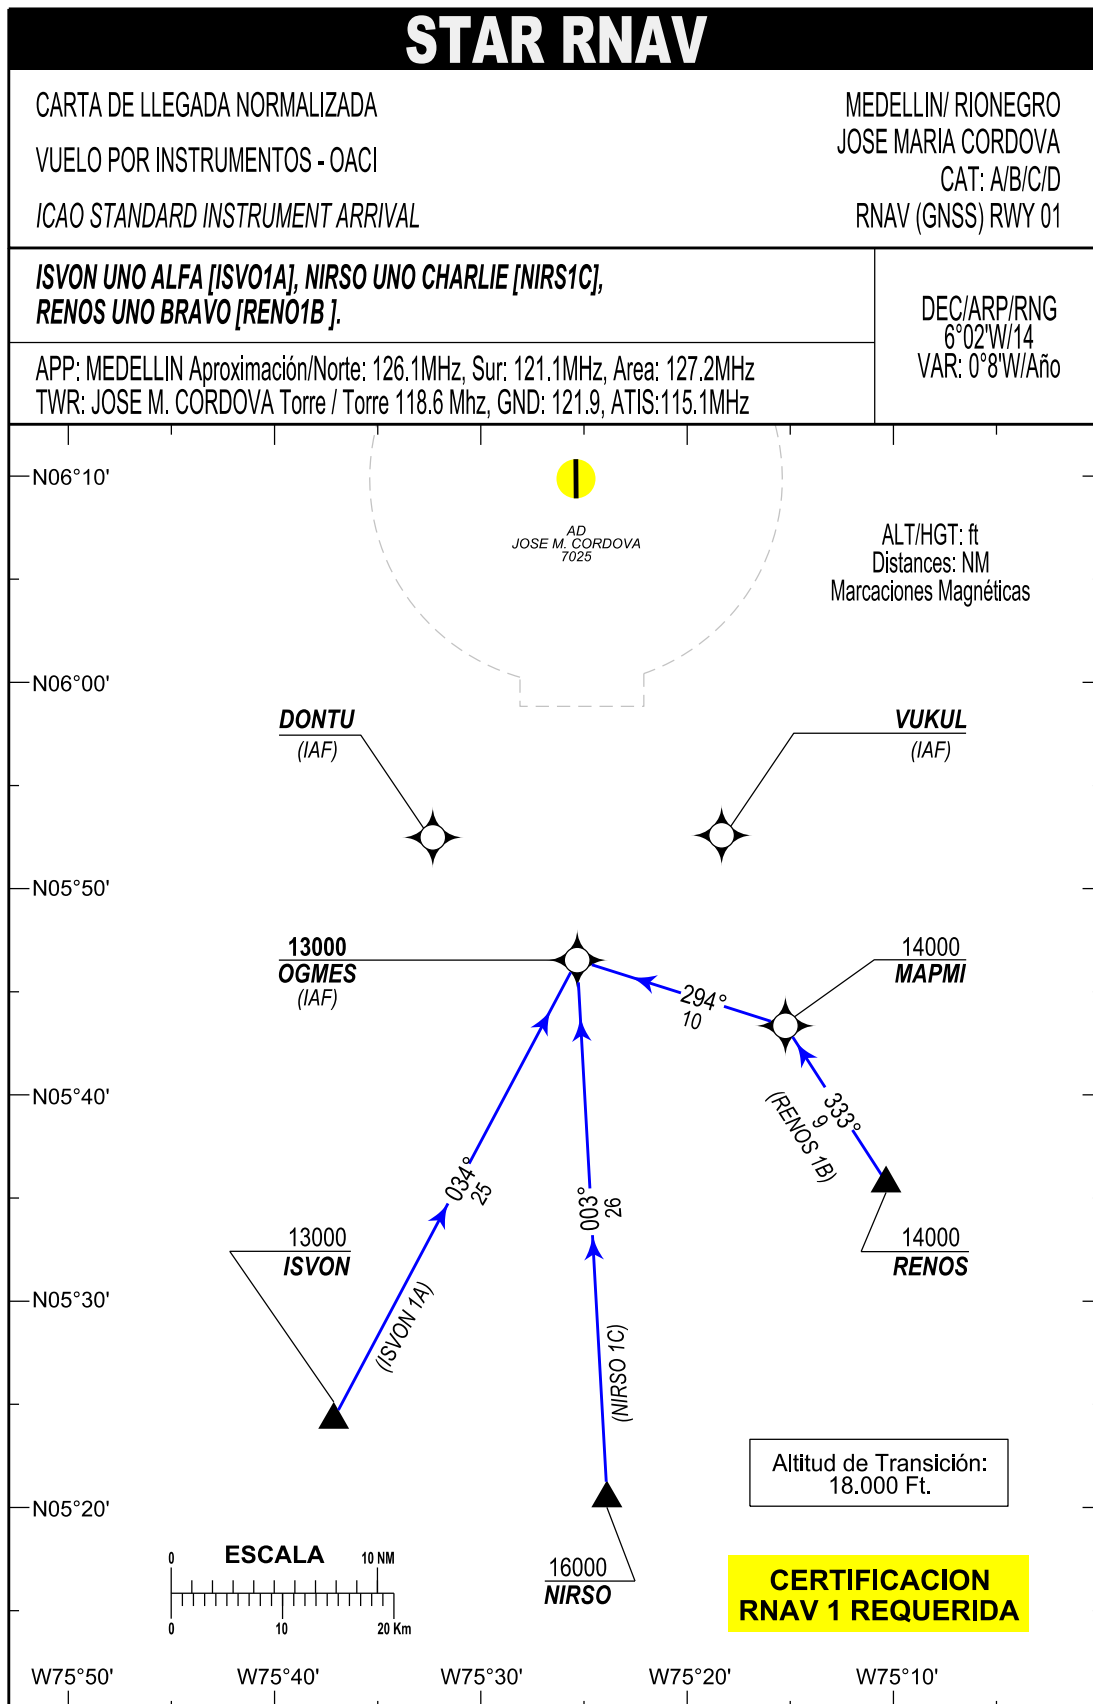 STAR RNAV
CARTA DE LLEGADA NORMALIZADA
VUELO POR INSTRUMENTOS - OACI
ICAO STANDARD INSTRUMENT ARRIVAL
MEDELLIN/ RIONEGRO
JOSE MARIA CORDOVA
CAT: A/B/C/D
RNAV (GNSS) RWY 01
ISVON UNO ALFA [ISVO1A], NIRSO UNO CHARLIE [NIRS1C],
RENOS UNO BRAVO [RENO1B ].
APP: MEDELLIN Aproximación/Norte: 126.1MHz, Sur: 121.1MHz, Area: 127.2MHz
TWR: JOSE M. CORDOVA Torre / Torre 118.6 Mhz, GND: 121.9, ATIS:115.1MHz
DEC/ARP/RNG
6°02'W/14
VAR: 0°8'W/Año
N06°10'
AD
JOSE M. CORDOVA
7025
ALT/HGT: ft
Distances: NM
Marcaciones Magnéticas
N06°00'
DONTU
(IAF)
VUKUL
(IAF)
N05°50'
13000
OGMES
(IAF)
14000
MAPMI
294°
10
N05°40'
333°
9
(RENOS 1B)
034°
25
003°
26
13000
ISVON
14000
RENOS
N05°30'
(ISVON 1A)
(NIRSO 1C)
Altitud de Transición:
18.000 Ft.
N05°20'
ESCALA
0
10 NM
0
10
20 Km
16000
NIRSO
CERTIFICACION
RNAV 1 REQUERIDA
W75°50'
W75°40'
W75°30'
W75°20'
W75°10'